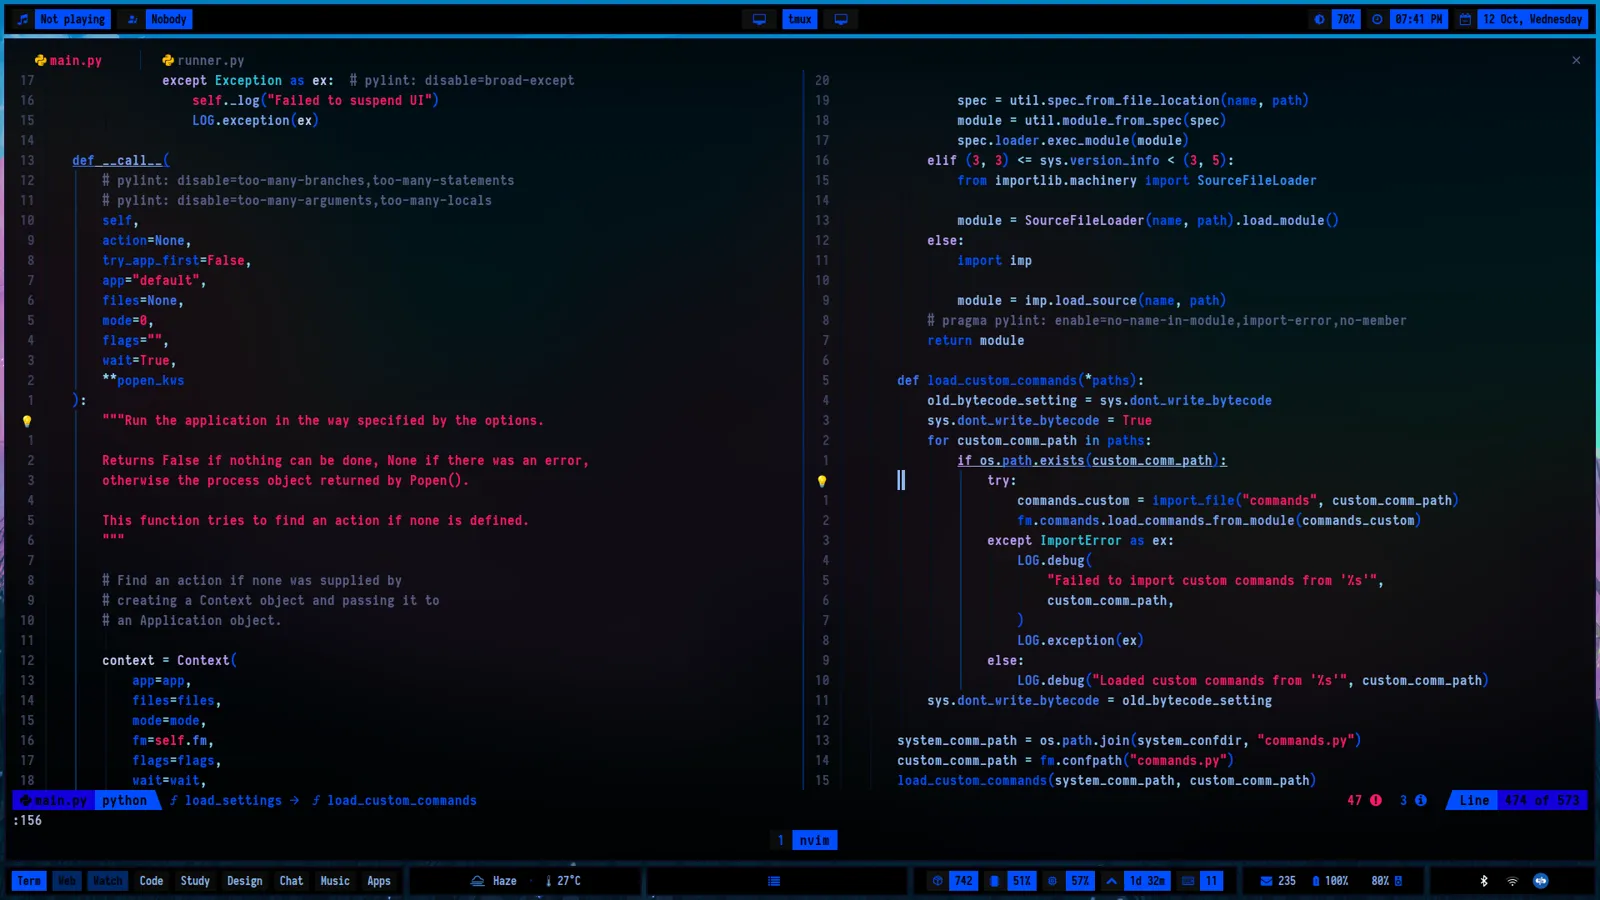 Not playing
Nobody
tmux
70%
07:41 PM
12 Oct, Wednesday
main.py
runner.py
17 except Exception as ex:  # pylint: disable=broad-except
16 self._log("Failed to suspend UI")
15 LOG.exception(ex)
14
13 def __call__(
12 # pylint: disable=too-many-branches,too-many-statements
11 # pylint: disable=too-many-arguments,too-many-locals
10 self,
9 action=None,
8 try_app_first=False,
7 app="default",
6 files=None,
5 mode=0,
4 flags="",
3 wait=True,
2 **popen_kws
1 ):
"""Run the application in the way specified by the options.
1
2 Returns False if nothing can be done, None if there was an error,
3 otherwise the process object returned by Popen().
4
5 This function tries to find an action if none is defined.
6 """
7
8 # Find an action if none was supplied by
9 # creating a Context object and passing it to
10 # an Application object.
11
12 context = Context(
13 app=app,
14 files=files,
15 mode=mode,
16 fm=self.fm,
17 flags=flags,
18 wait=wait,
20
19 spec = util.spec_from_file_location(name, path)
18 module = util.module_from_spec(spec)
17 spec.loader.exec_module(module)
16 elif (3, 3) <= sys.version_info < (3, 5):
15 from importlib.machinery import SourceFileLoader
14
13 module = SourceFileLoader(name, path).load_module()
12 else:
11 import imp
10
9 module = imp.load_source(name, path)
8 # pragma pylint: enable=no-name-in-module,import-error,no-member
7 return module
6
5 def load_custom_commands(*paths):
4 old_bytecode_setting = sys.dont_write_bytecode
3 sys.dont_write_bytecode = True
2 for custom_comm_path in paths:
1 if os.path.exists(custom_comm_path):
try:
1 commands_custom = import_file("commands", custom_comm_path)
2 fm.commands.load_commands_from_module(commands_custom)
3 except ImportError as ex:
4 LOG.debug(
5 "Failed to import custom commands from '%s'",
6 custom_comm_path,
7 )
8 LOG.exception(ex)
9 else:
10 LOG.debug("Loaded custom commands from '%s'", custom_comm_path)
11 sys.dont_write_bytecode = old_bytecode_setting
12
13 system_comm_path = os.path.join(system_confdir, "commands.py")
14 custom_comm_path = fm.confpath("commands.py")
15 load_custom_commands(system_comm_path, custom_comm_path)
main.py python ƒ load_settings → ƒ load_custom_commands 47 3 Line 474 of 573
:156
1 nvim
Term Web Watch Code Study Design Chat Music Apps
Haze 27°C
742 51% 57% 1d 32m 11
235 100% 80%